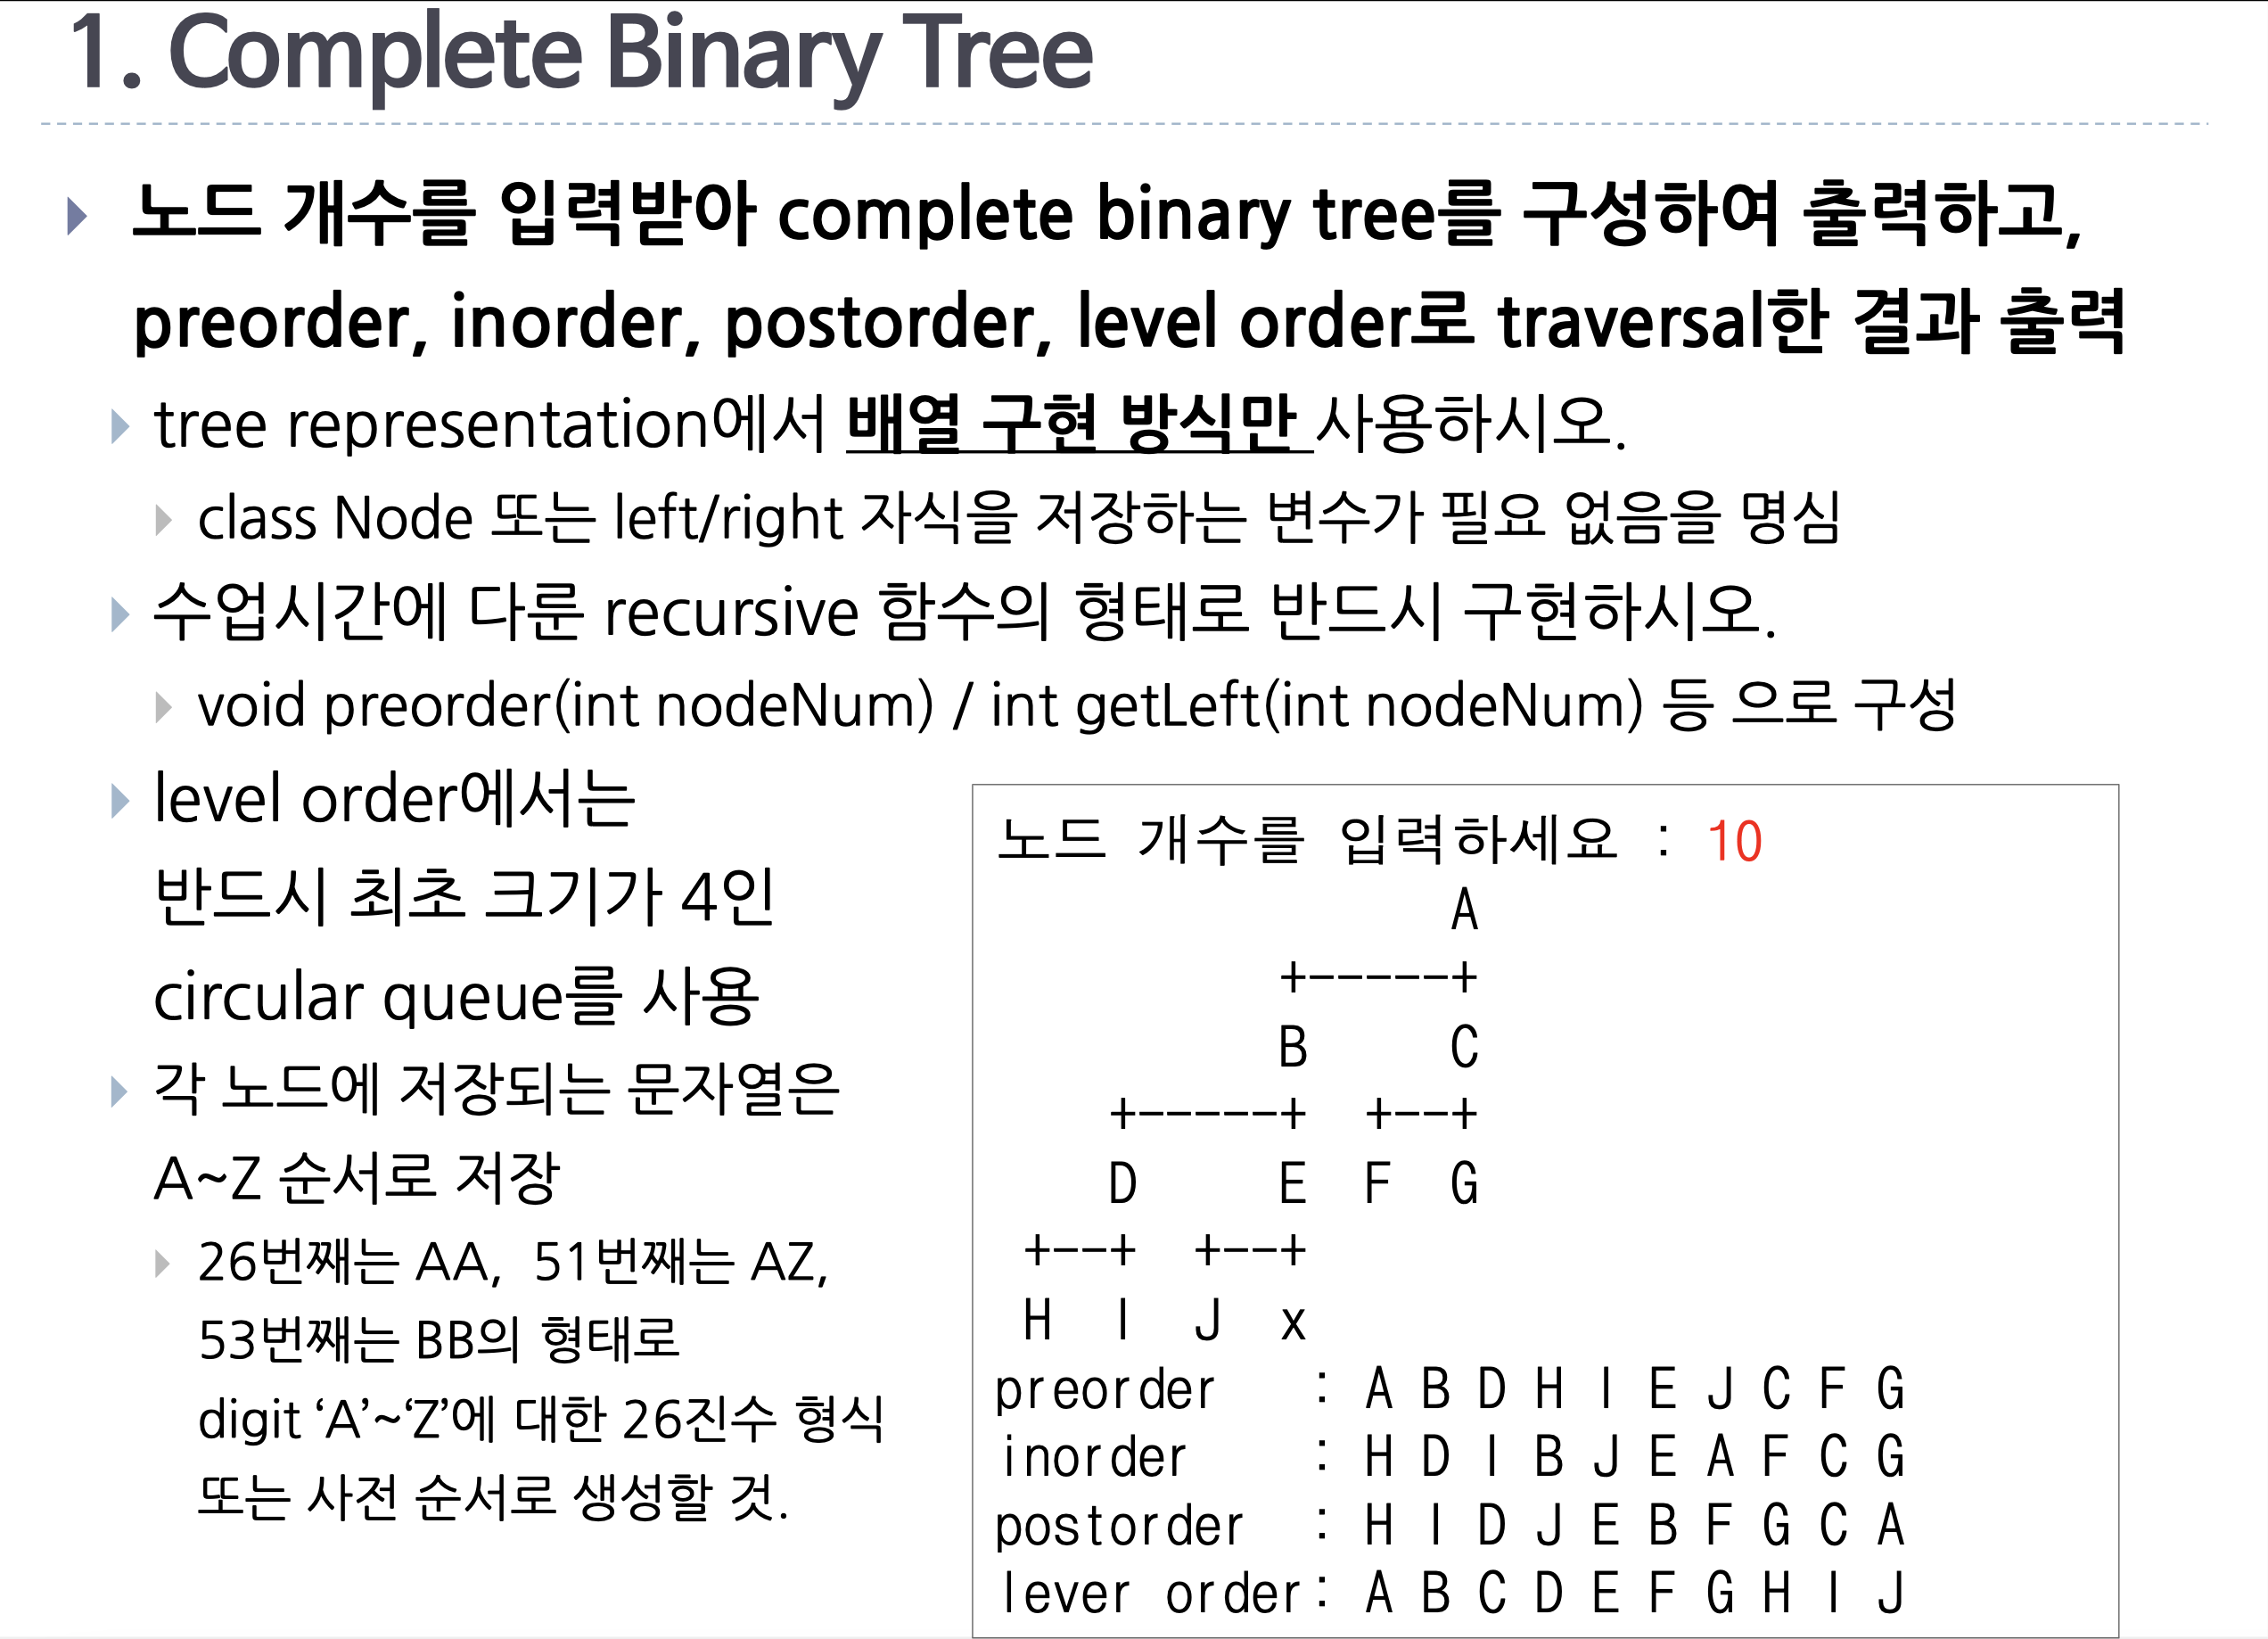 1. Complete Binary Tree
노드 개수를 입력받아 complete binary tree를 구성하여 출력하고,
preorder, inorder, postorder, level order로 traversal한 결과 출력
tree representation에서 배열 구현 방식만 사용하시오.
class Node 또는 left/right 자식을 저장하는 변수가 필요 없음을 명심
수업시간에 다룬 recursive 함수의 형태로 반드시 구현하시오.
void preorder(int nodeNum) / int getLeft(int nodeNum) 등 으로 구성
level order에서는
반드시 최초 크기가 4인
circular queue를 사용
각 노드에 저장되는 문자열은
A~Z 순서로 저장
26번째는 AA, 51번째는 AZ,
53번째는 BB의 형태로
digit ‘A’~‘Z’에 대한 26진수 형식
또는 사전 순서로 생성할 것.
노드 개수를 입력하세요 : 10
A
+------+
B C
+------+ +---+
D E F G
+--+ +--+
H I J x
preorder : A B D H I E J C F G
inorder : H D I B J E A F C G
postorder : H I D J E B F G C A
lever order: A B C D E F G H I J